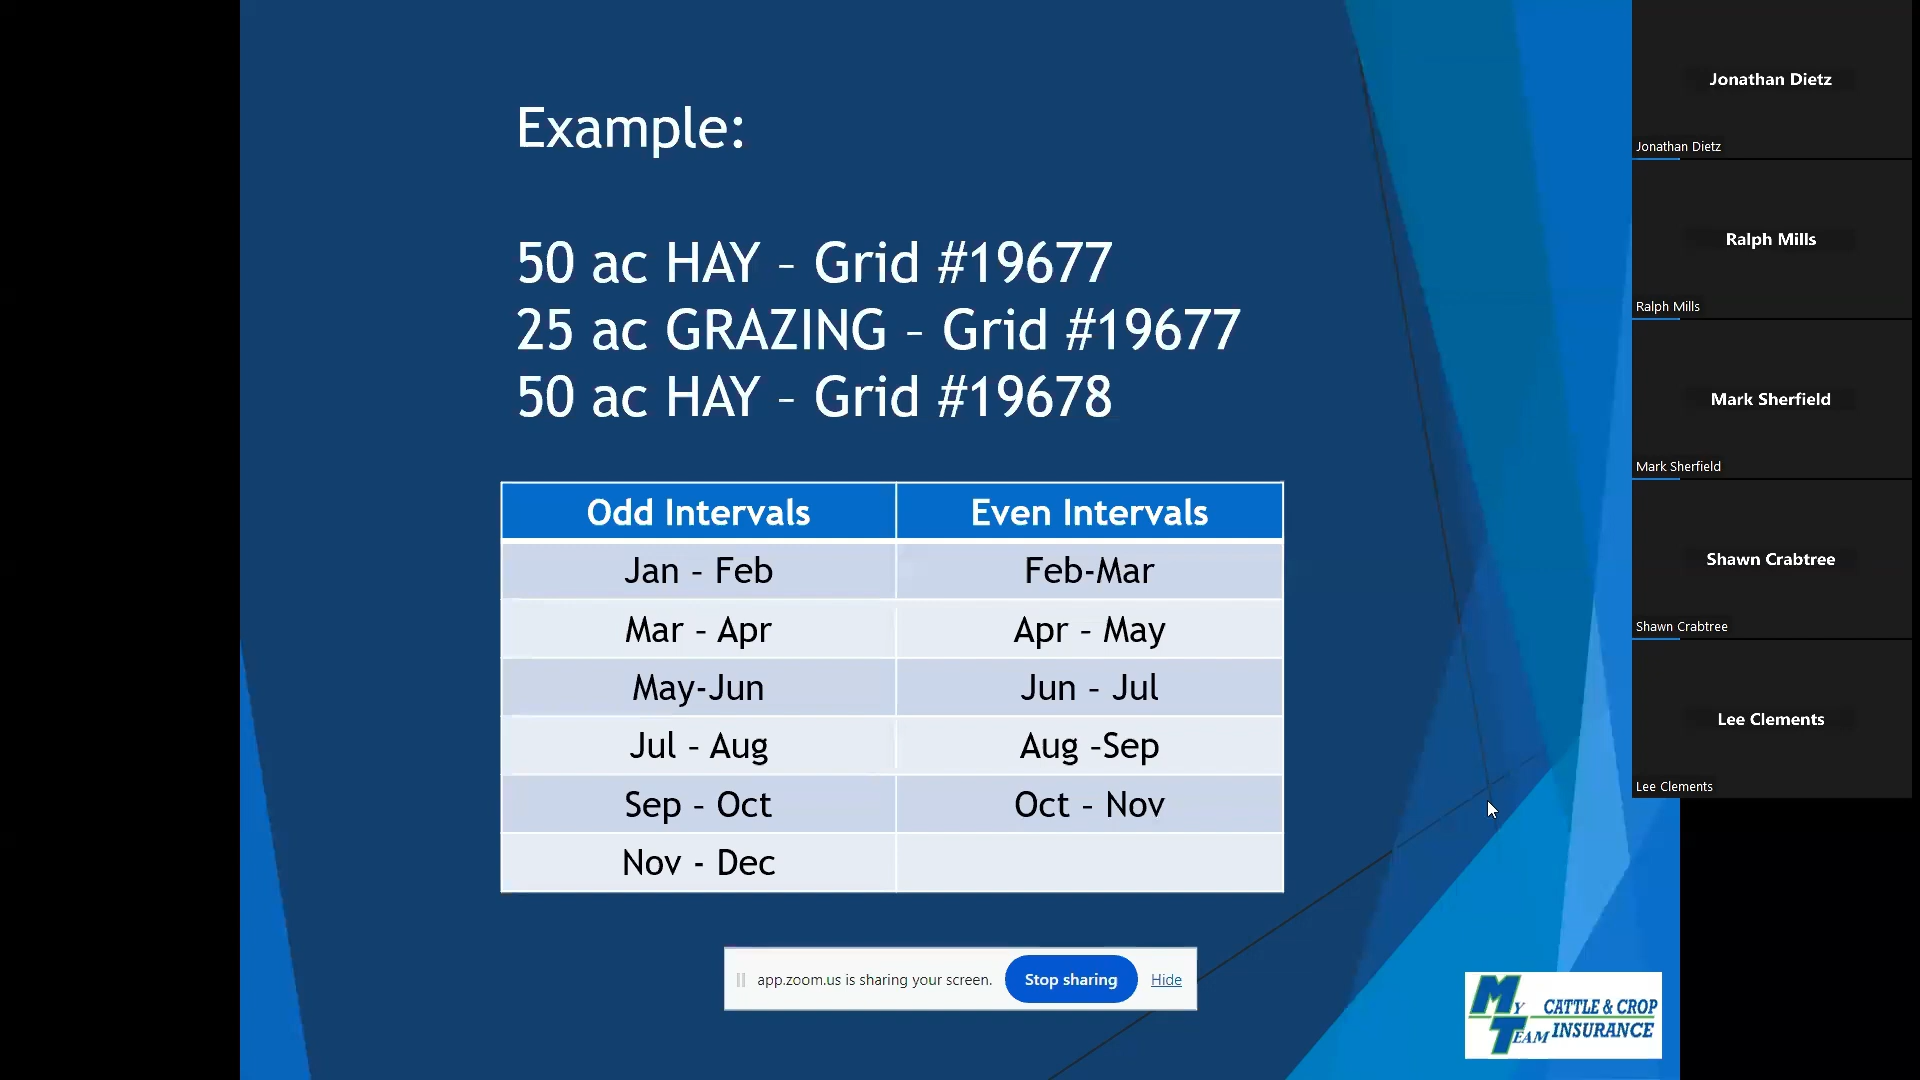 Example:
50 ac HAY – Grid #19677
25 ac GRAZING – Grid #19677
50 ac HAY – Grid #19678
Odd Intervals Even Intervals
Jan – Feb Feb-Mar
Mar – Apr Apr – May
May-Jun Jun – Jul
Jul – Aug Aug –Sep
Sep – Oct Oct – Nov
Nov - Dec
app.zoom.us is sharing your screen. Stop sharing Hide
MY CATTLE & CROP
TEAM INSURANCE
Jonathan Dietz
Jonathan Dietz
Ralph Mills
Ralph Mills
Mark Sherfield
Mark Sherfield
Shawn Crabtree
Shawn Crabtree
Lee Clements
Lee Clements